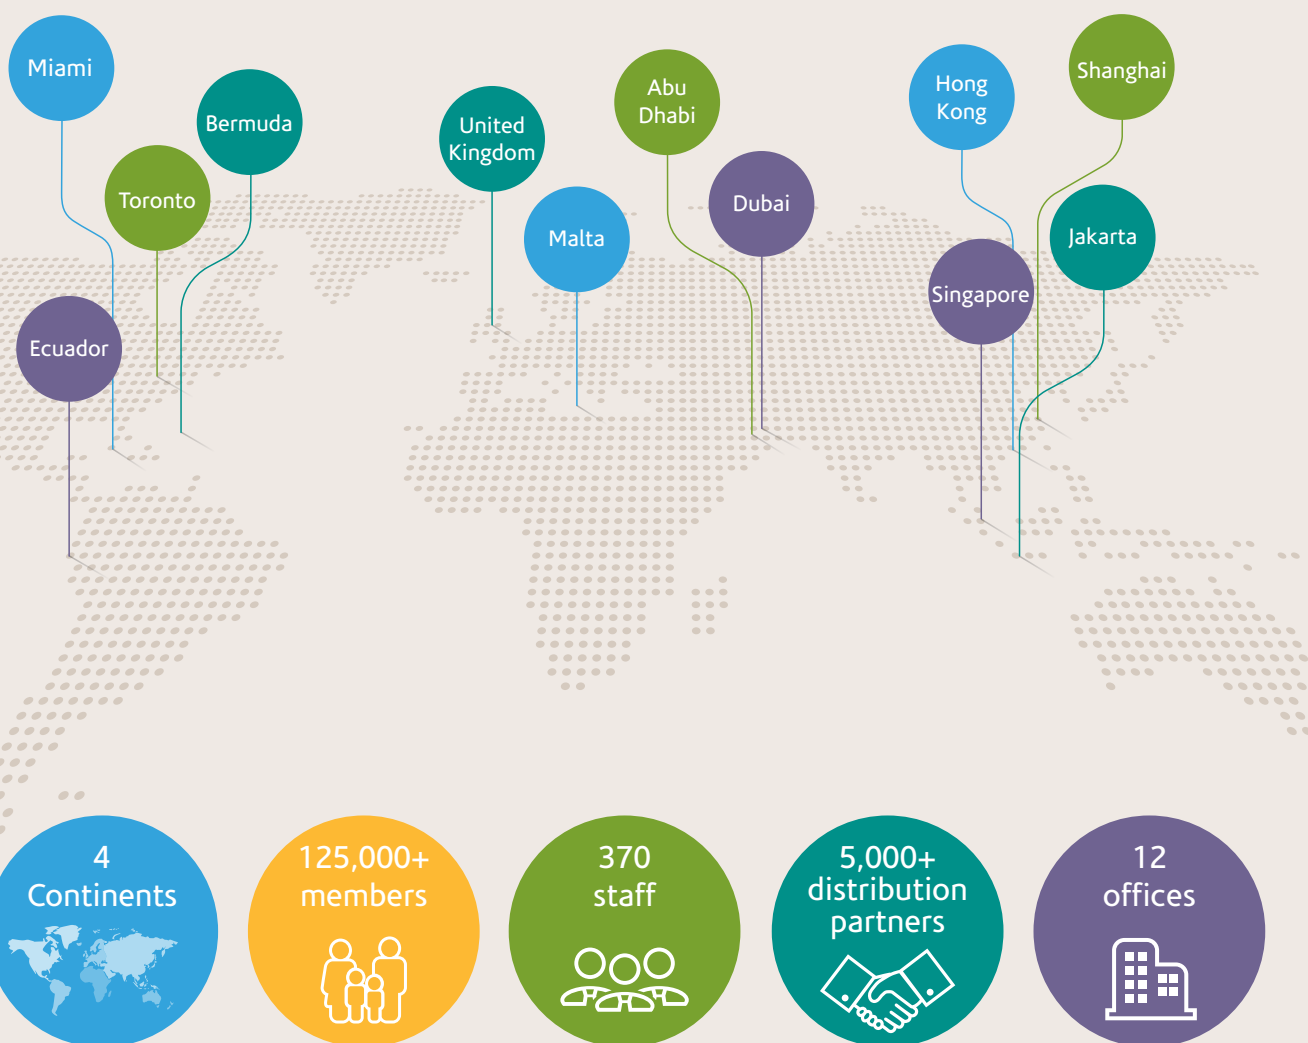 Miami
Bermuda
Toronto
Ecuador
United
Kingdom
Malta
Abu
Dhabi
Dubai
Hong
Kong
Shanghai
Jakarta
Singapore
4
Continents
125,000+
members
370
staff
5,000+
distribution
partners
12
offices